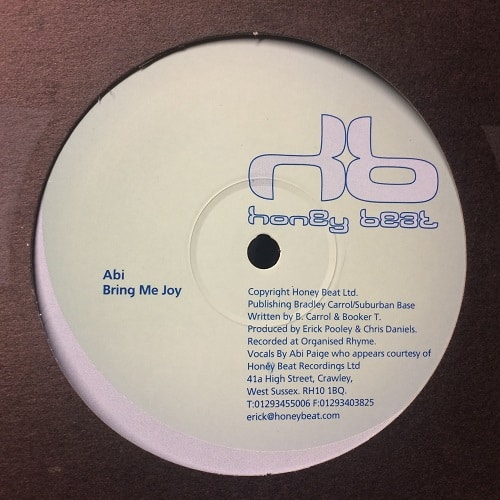 hb
honey beat
Abi
Bring Me Joy
Copyright Honey Beat Ltd.
Publishing Bradley Carrol/Suburban Base
Written by B. Carrol & Booker T.
Produced by Erick Pooley & Chris Daniels.
Recorded at Organised Rhyme.
Vocals By Abi Paige who appears courtesy of
Honey Beat Recordings Ltd
41a High Street, Crawley,
West Sussex. RH10 1BQ.
T:01293455006 F:01293403825
erick@honeybeat.com